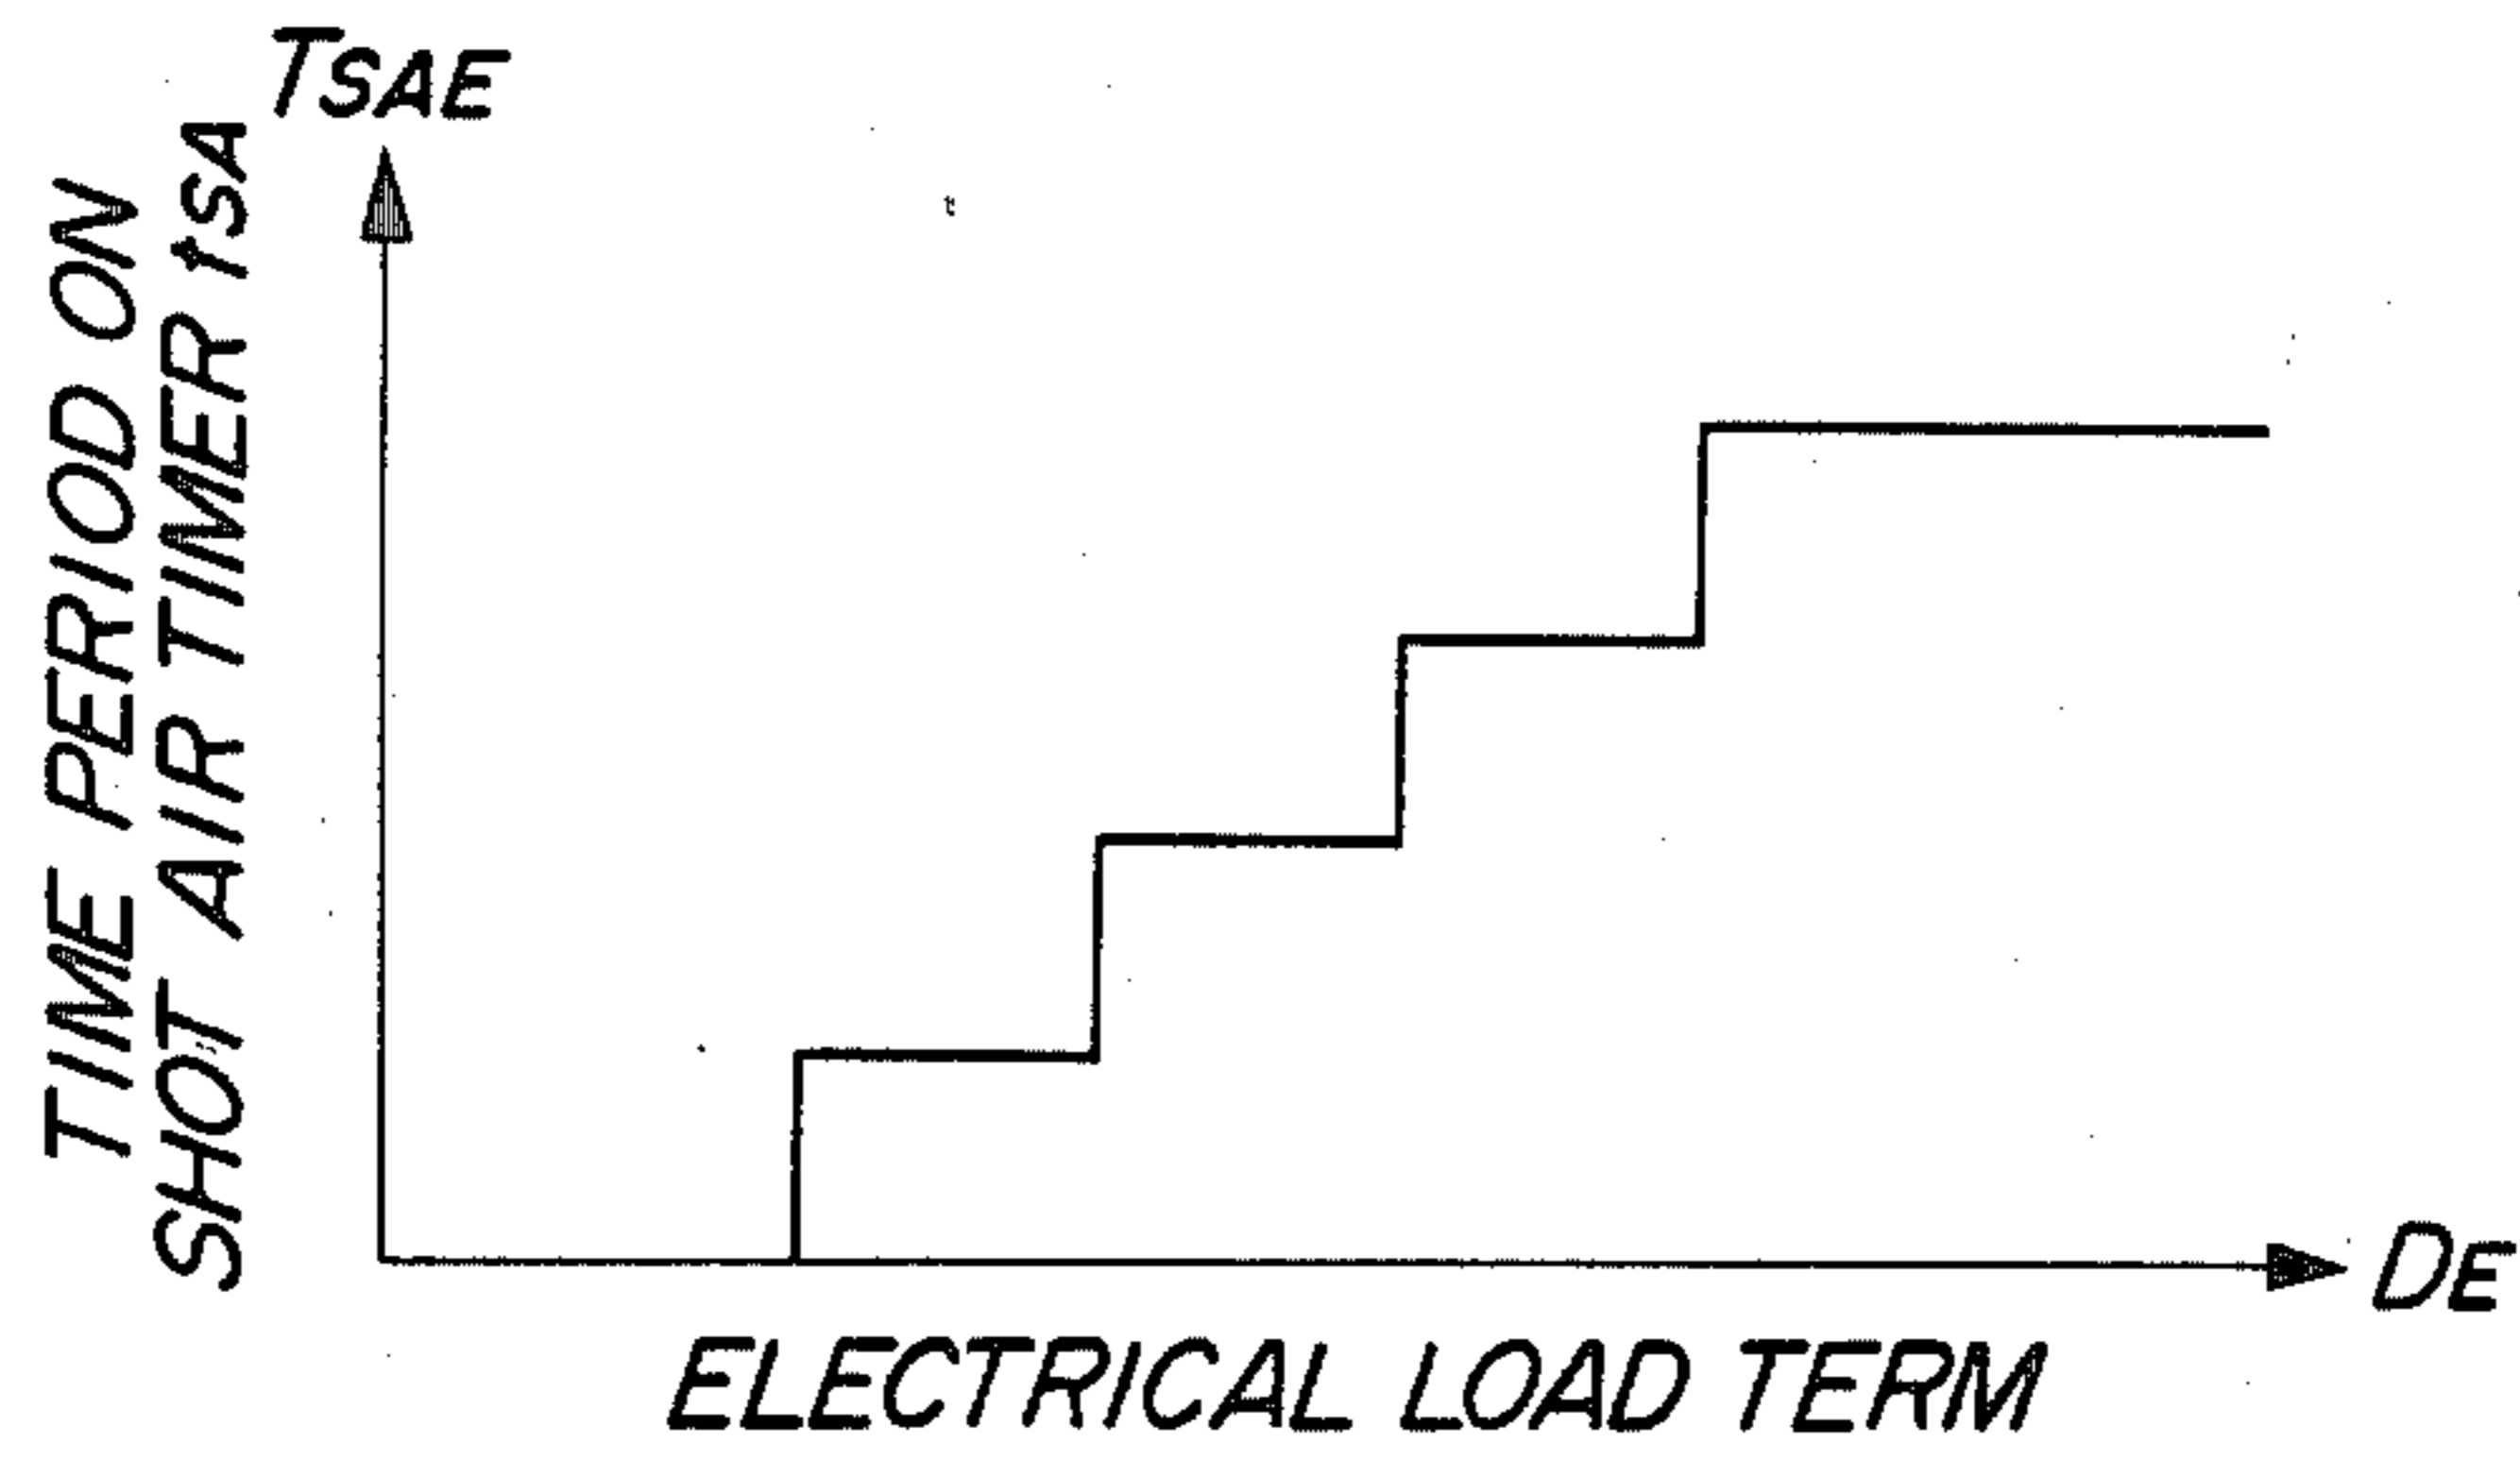 TSAE
TIME PERIOD ON
SHOT AIR TIMER tSA
DE
ELECTRICAL LOAD TERM